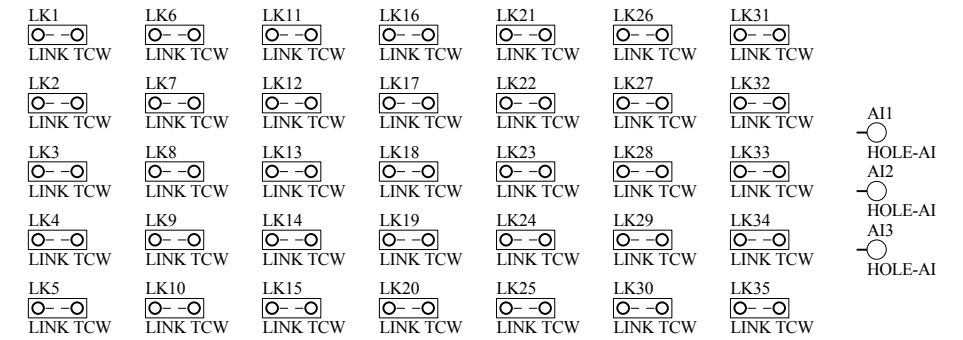 LK1 LK6 LK11 LK16 LK21 LK26 LK31
LINK TCW LINK TCW LINK TCW LINK TCW LINK TCW LINK TCW LINK TCW
LK2 LK7 LK12 LK17 LK22 LK27 LK32
LINK TCW LINK TCW LINK TCW LINK TCW LINK TCW LINK TCW LINK TCW
AI1
HOLE-AI
LK3 LK8 LK13 LK18 LK23 LK28 LK33
LINK TCW LINK TCW LINK TCW LINK TCW LINK TCW LINK TCW LINK TCW
AI2
HOLE-AI
LK4 LK9 LK14 LK19 LK24 LK29 LK34
LINK TCW LINK TCW LINK TCW LINK TCW LINK TCW LINK TCW LINK TCW
AI3
HOLE-AI
LK5 LK10 LK15 LK20 LK25 LK30 LK35
LINK TCW LINK TCW LINK TCW LINK TCW LINK TCW LINK TCW LINK TCW